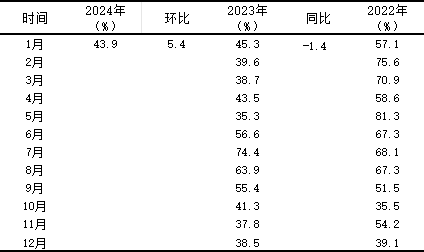 时间 2024年（%） 环比 2023年（%） 同比 2022年（%）
1月 43.9 5.4 45.3 -1.4 57.1
2月 39.6 75.6
3月 38.7 70.9
4月 43.5 58.6
5月 35.3 81.3
6月 56.6 67.3
7月 74.4 68.1
8月 63.9 67.3
9月 55.4 51.5
10月 41.3 35.5
11月 37.8 54.2
12月 38.5 39.1